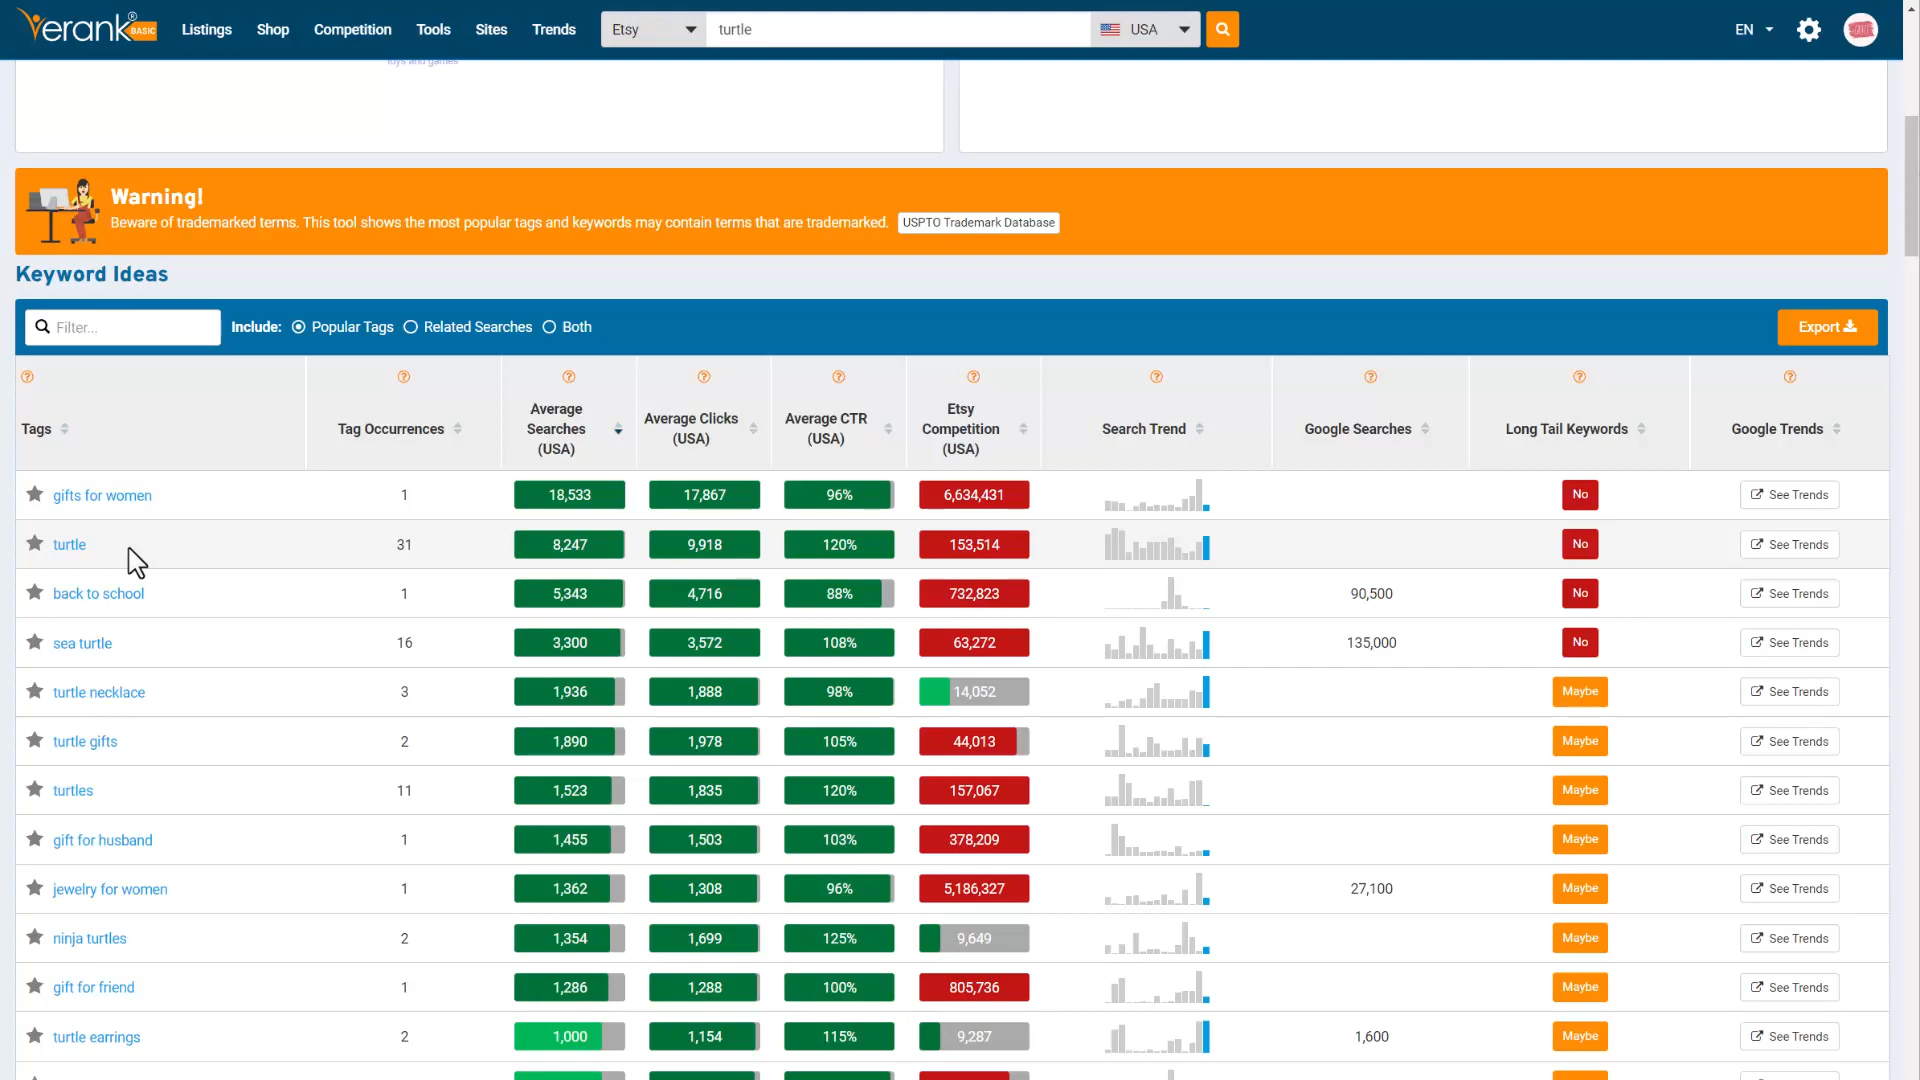 erank® BASIC
Listings Shop Competition Tools Sites Trends Etsy turtle USA EN
toys and games
Warning!
Beware of trademarked terms. This tool shows the most popular tags and keywords may contain terms that are trademarked. USPTO Trademark Database
Keyword Ideas
Filter... Include: Popular Tags Related Searches Both Export
Tags Tag Occurrences Average Searches (USA) Average Clicks (USA) Average CTR (USA) Etsy Competition (USA) Search Trend Google Searches Long Tail Keywords Google Trends
gifts for women 1 18,533 17,867 96% 6,634,431 No See Trends
turtle 31 8,247 9,918 120% 153,514 No See Trends
back to school 1 5,343 4,716 88% 732,823 90,500 No See Trends
sea turtle 16 3,300 3,572 108% 63,272 135,000 No See Trends
turtle necklace 3 1,936 1,888 98% 14,052 Maybe See Trends
turtle gifts 2 1,890 1,978 105% 44,013 Maybe See Trends
turtles 11 1,523 1,835 120% 157,067 Maybe See Trends
gift for husband 1 1,455 1,503 103% 378,209 Maybe See Trends
jewelry for women 1 1,362 1,308 96% 5,186,327 27,100 Maybe See Trends
ninja turtles 2 1,354 1,699 125% 9,649 Maybe See Trends
gift for friend 1 1,286 1,288 100% 805,736 Maybe See Trends
turtle earrings 2 1,000 1,154 115% 9,287 1,600 Maybe See Trends